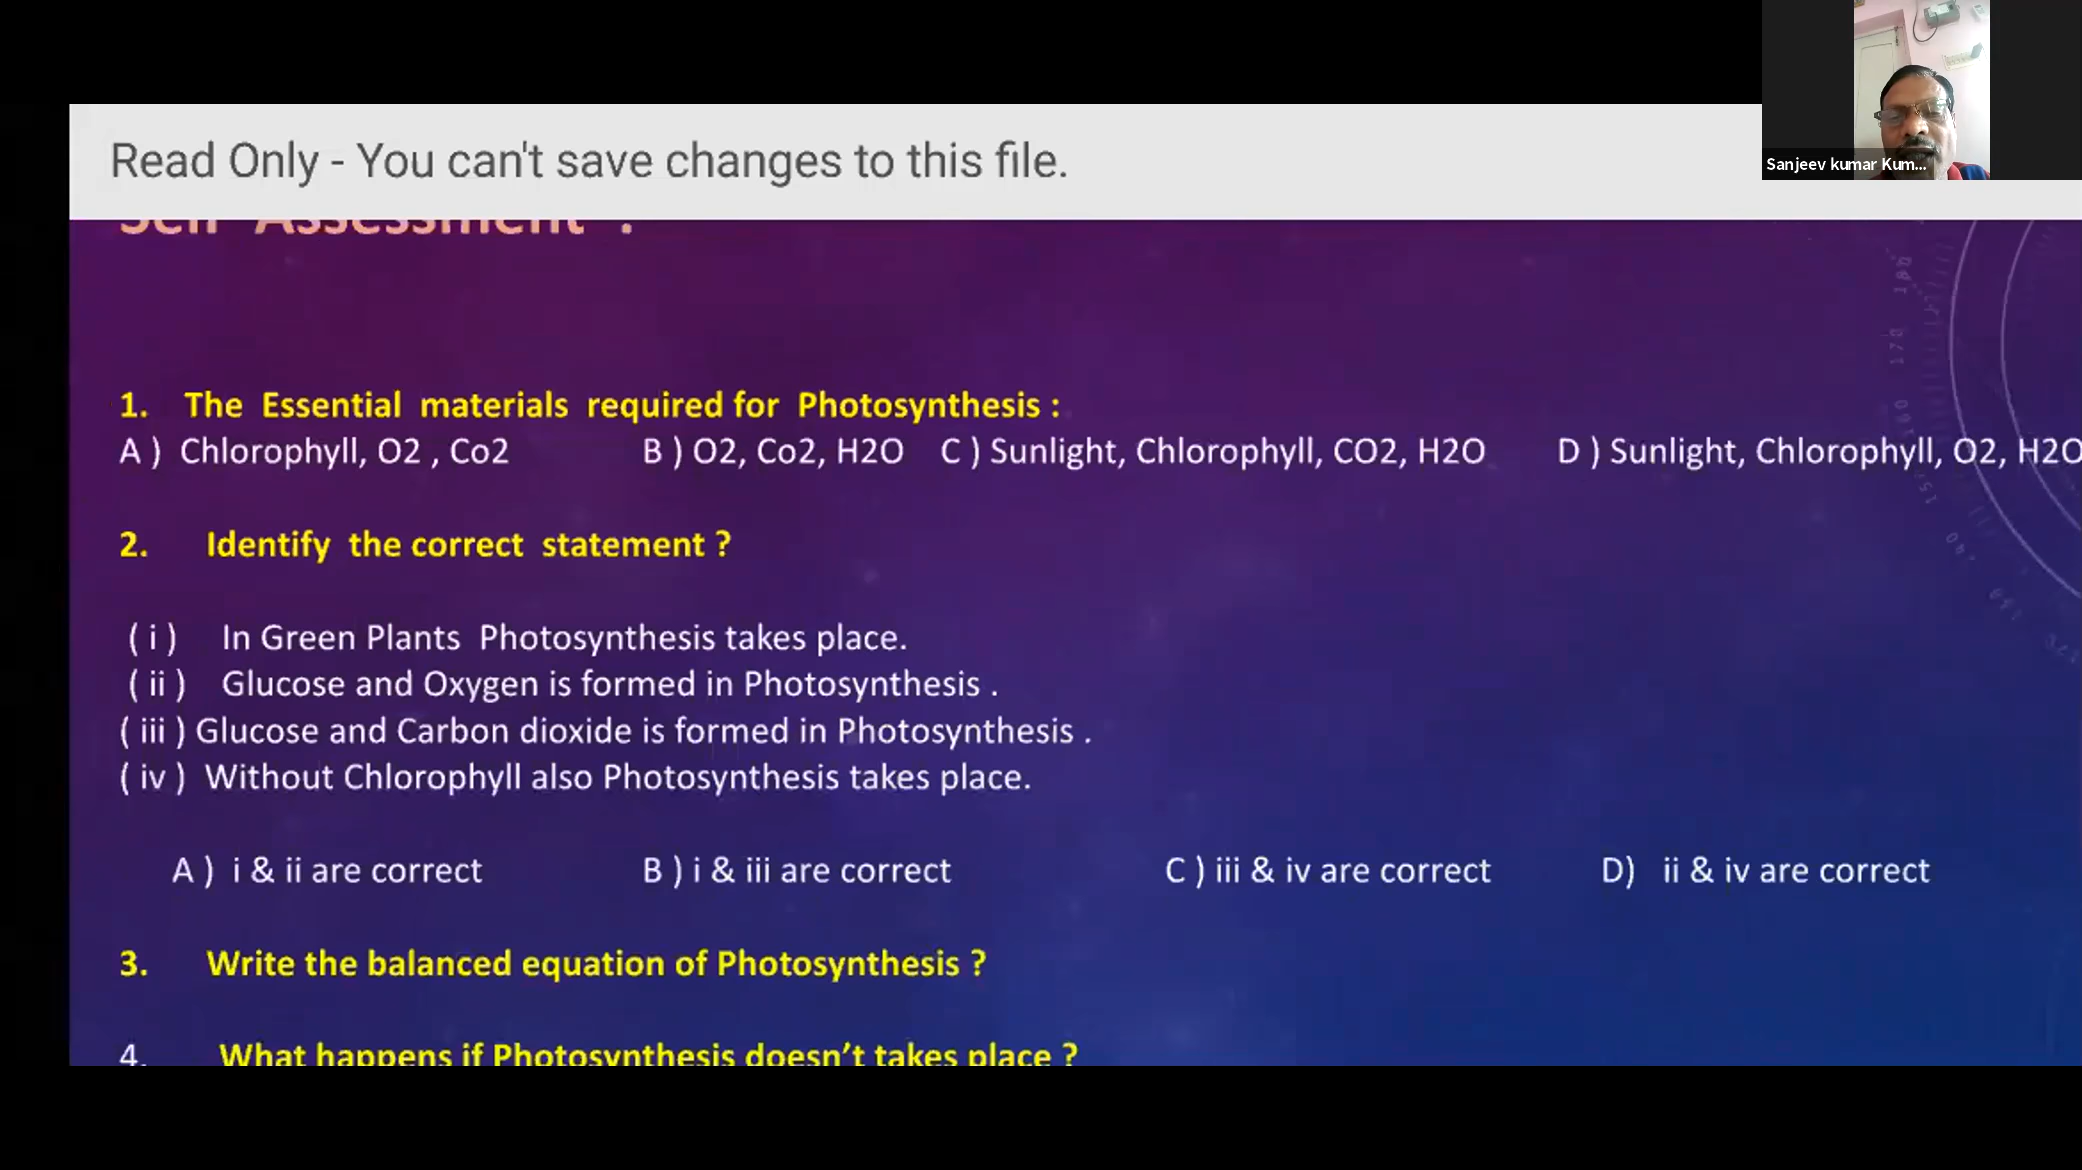 Sanjeev kumar Kum...
Read Only - You can't save changes to this file.
Self Assessment :
1. The Essential materials required for Photosynthesis :
A ) Chlorophyll, O2 , Co2 B ) O2, Co2, H2O C ) Sunlight, Chlorophyll, CO2, H2O D ) Sunlight, Chlorophyll, O2, H2O
2. Identify the correct statement ?
( i ) In Green Plants Photosynthesis takes place.
( ii ) Glucose and Oxygen is formed in Photosynthesis .
( iii ) Glucose and Carbon dioxide is formed in Photosynthesis .
( iv ) Without Chlorophyll also Photosynthesis takes place.
A ) i & ii are correct B ) i & iii are correct C ) iii & iv are correct D) ii & iv are correct
3. Write the balanced equation of Photosynthesis ?
4. What happens if Photosynthesis doesn't takes place ?
180
170
160
150
140